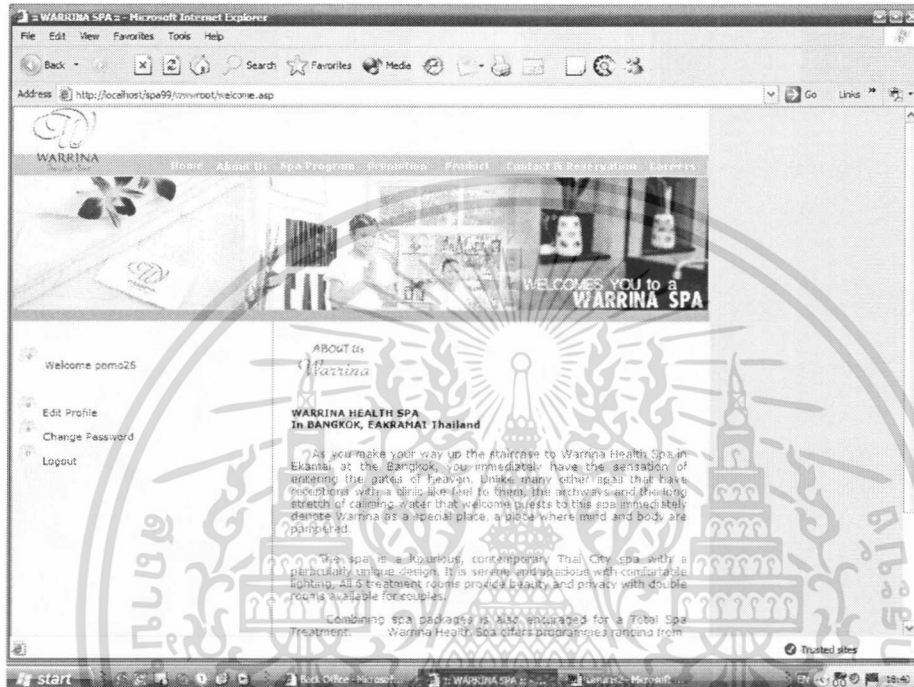 :: WARRINA SPA :: - Microsoft Internet Explorer
File Edit View Favorites Tools Help
Back Search Favorites Media
Address http://localhost/spa99/wwwroot/welcome.asp Go Links »
W
WARRINA
Home About Us Spa Program Promotion Product Contact & Reservation Careers
WELCOMES YOU to a
WARRINA SPA
Welcome pomo26
Edit Profile
Change Password
Logout
ABOUT Us
Warrina
WARRINA HEALTH SPA
In BANGKOK, EAKRAMAI Thailand
As you make your way up the staircase to Warrina Health Spa in
Ekamai at the Bangkok, you immediately have the sensation of
entering the gates of heaven. Unlike many other spa that have
receptions with a clinic like feel to them, the archways and the long
stretch of calming water that welcome guests to this spa immediately
denote Warrina as a special place, a place where mind and body are
pampered.
The spa is a luxurious, contemporary Thai City spa with a
particularly unique design. It is serene and spacious with comfortable
lighting. All 6 treatment rooms provide beauty and privacy with double
rooms available for couples.
Combining spa packages is also encouraged for a Total Spa
Treatment. Warrina Health Spa offers programmes ranging from
Trusted sites
start Back Office - Microsoft... :: WARRINA SPA :: - ... EN 18:40